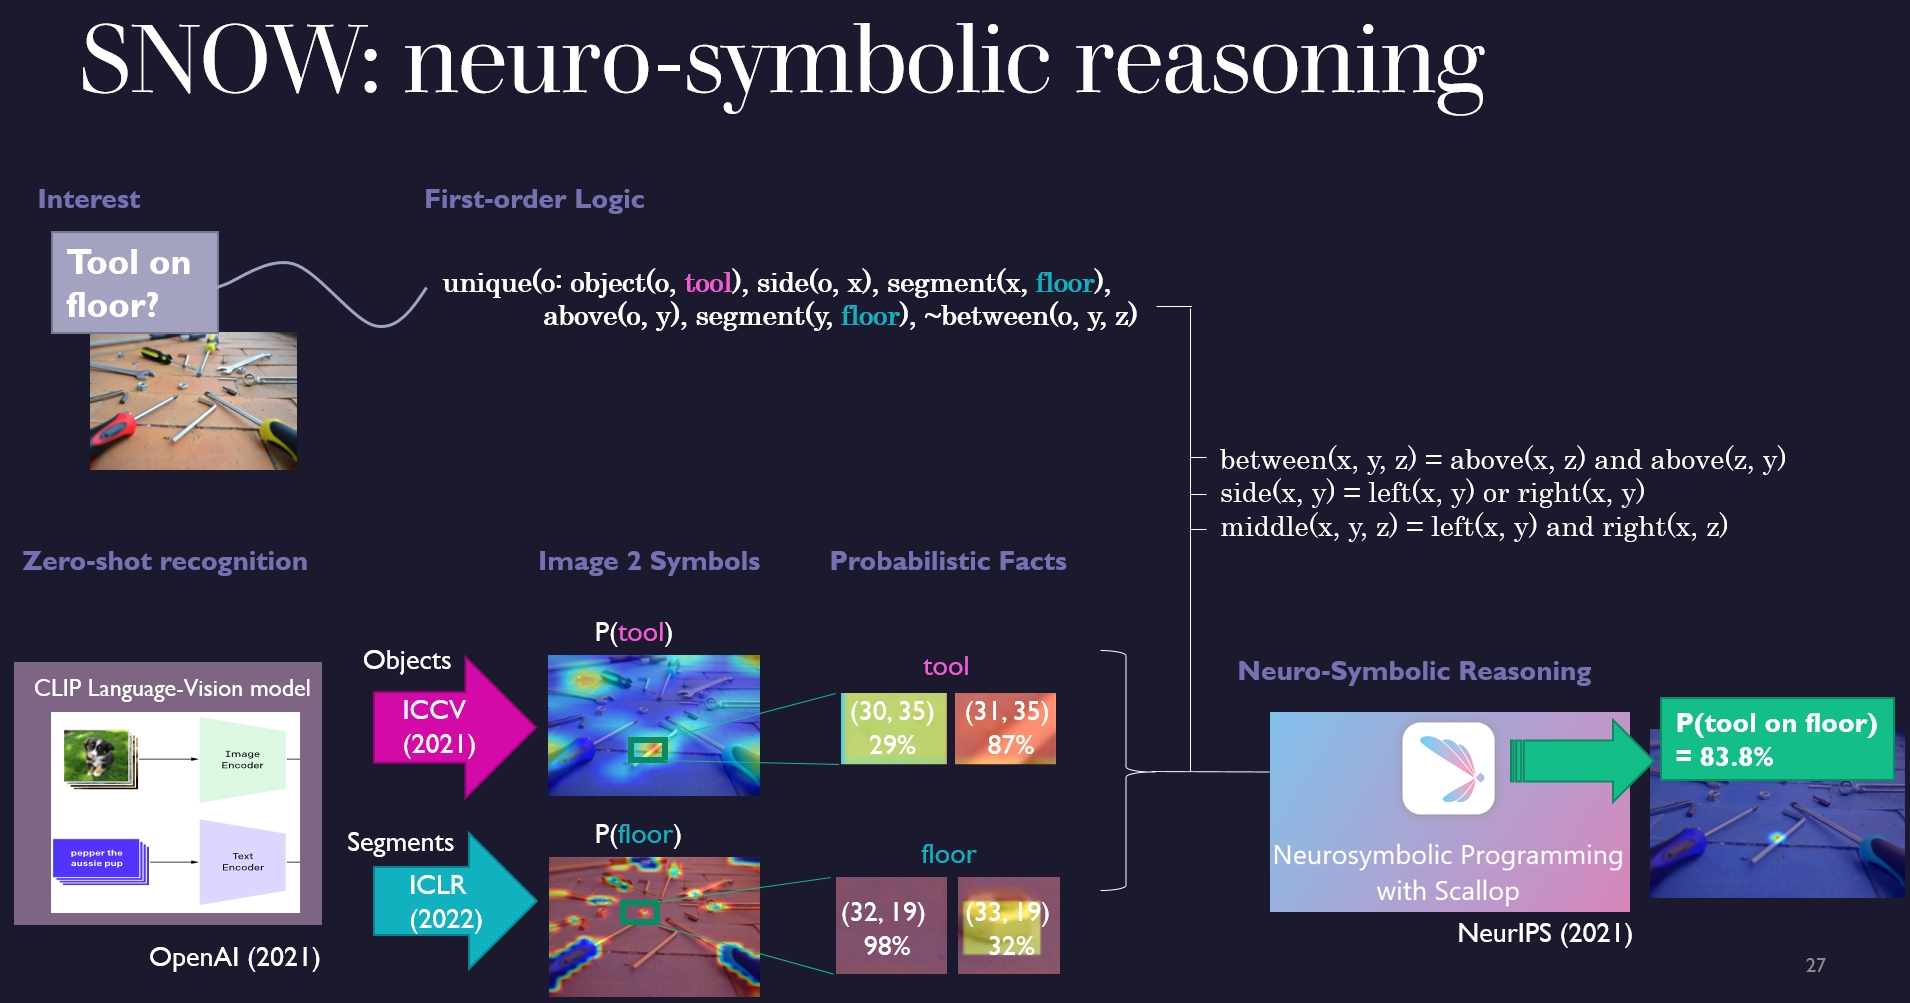 SNOW: neuro-symbolic reasoning
Interest
First-order Logic
Tool on
floor?
unique(o: object(o, tool), side(o, x), segment(x, floor),
above(o, y), segment(y, floor), ~between(o, y, z)
between(x, y, z) = above(x, z) and above(z, y)
side(x, y) = left(x, y) or right(x, y)
middle(x, y, z) = left(x, y) and right(x, z)
Zero-shot recognition
Image 2 Symbols
Probabilistic Facts
CLIP Language-Vision model
Image
Encoder
pepper the
aussie pup
Text
Encoder
OpenAI (2021)
Objects
ICCV
(2021)
Segments
ICLR
(2022)
P(tool)
P(floor)
tool
(30, 35)
29%
(31, 35)
87%
floor
(32, 19)
98%
(33, 19)
32%
Neuro-Symbolic Reasoning
Neurosymbolic Programming
with Scallop
NeurIPS (2021)
P(tool on floor)
= 83.8%
27